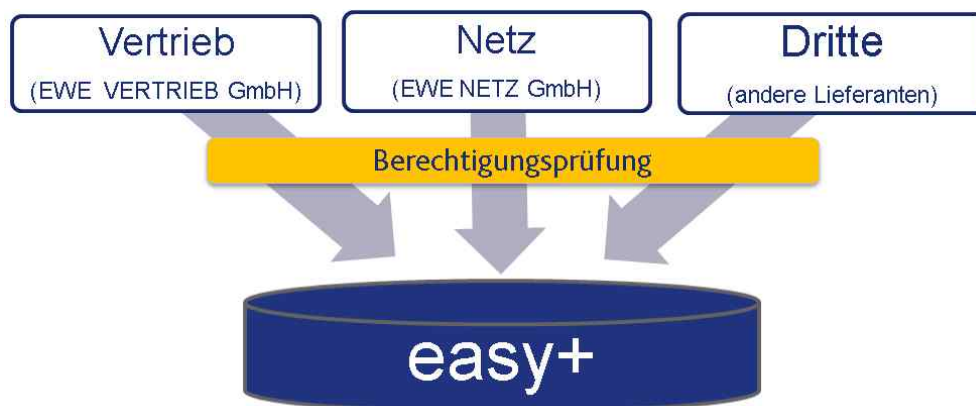 Vertrieb
(EWE VERTRIEB GmbH)
Netz
(EWE NETZ GmbH)
Dritte
(andere Lieferanten)
Berechtigungsprüfung
easy+